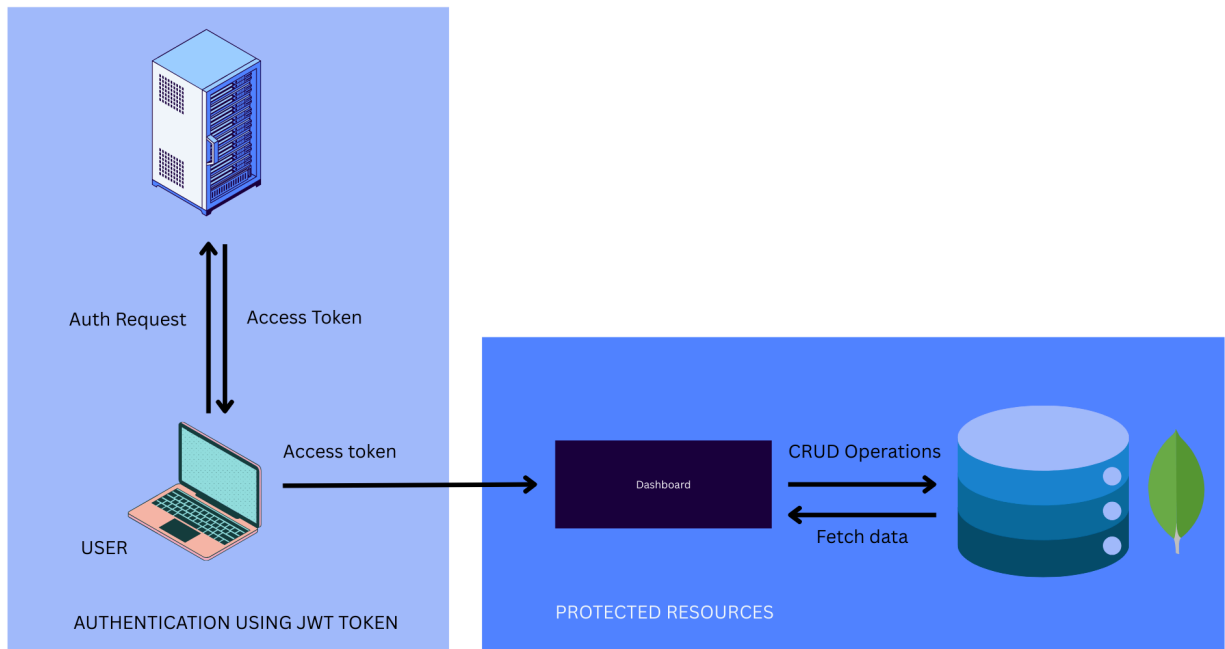 Auth Request
Access Token
Access token
USER
AUTHENTICATION USING JWT TOKEN
Dashboard
CRUD Operations
Fetch data
PROTECTED RESOURCES